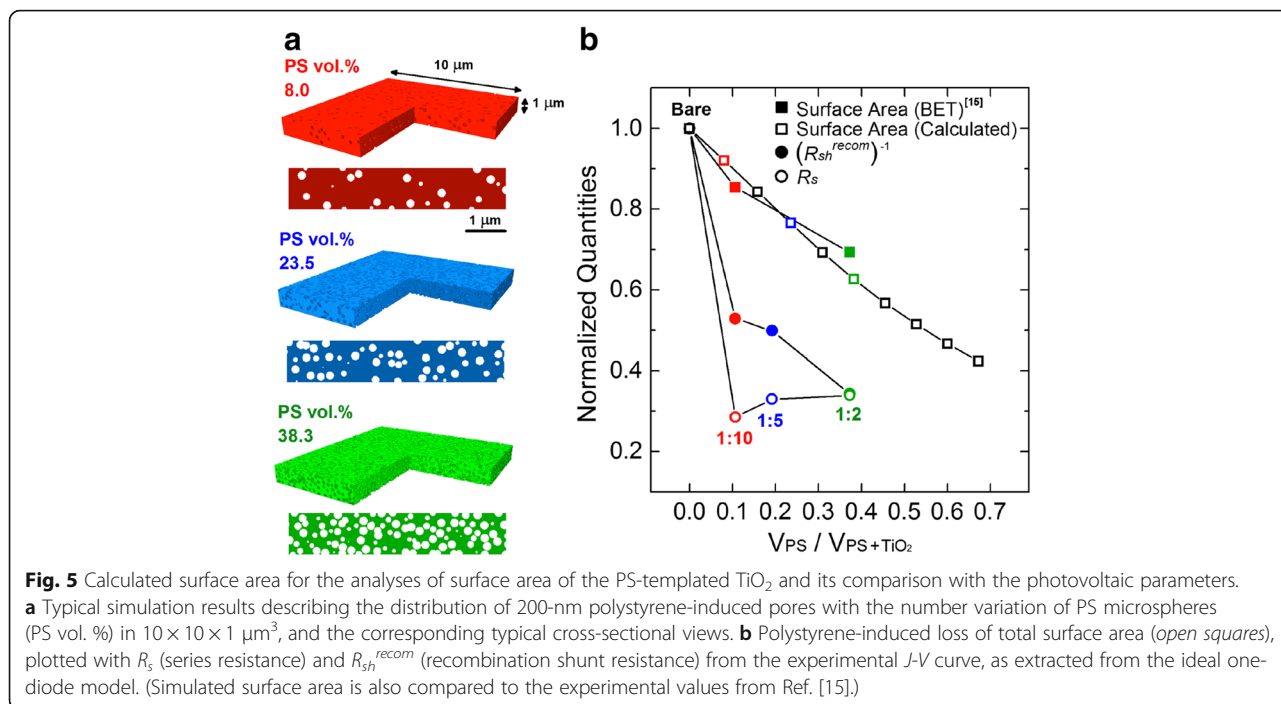 a
PS vol.%
8.0
10 μm
1 μm
1 μm
PS vol.%
23.5
PS vol.%
38.3
b
Bare
Surface Area (BET)[15]
Surface Area (Calculated)
(Rsh^recom)^-1
Rs
Normalized Quantities
1.0
0.8
0.6
0.4
0.2
1:10
1:5
1:2
0.0 0.1 0.2 0.3 0.4 0.5 0.6 0.7
VPS / VPS+TiO2
Fig. 5 Calculated surface area for the analyses of surface area of the PS-templated TiO2 and its comparison with the photovoltaic parameters.
a Typical simulation results describing the distribution of 200-nm polystyrene-induced pores with the number variation of PS microspheres
(PS vol. %) in 10 × 10 × 1 μm³, and the corresponding typical cross-sectional views. b Polystyrene-induced loss of total surface area (open squares),
plotted with Rs (series resistance) and Rsh^recom (recombination shunt resistance) from the experimental J-V curve, as extracted from the ideal one-
diode model. (Simulated surface area is also compared to the experimental values from Ref. [15].)